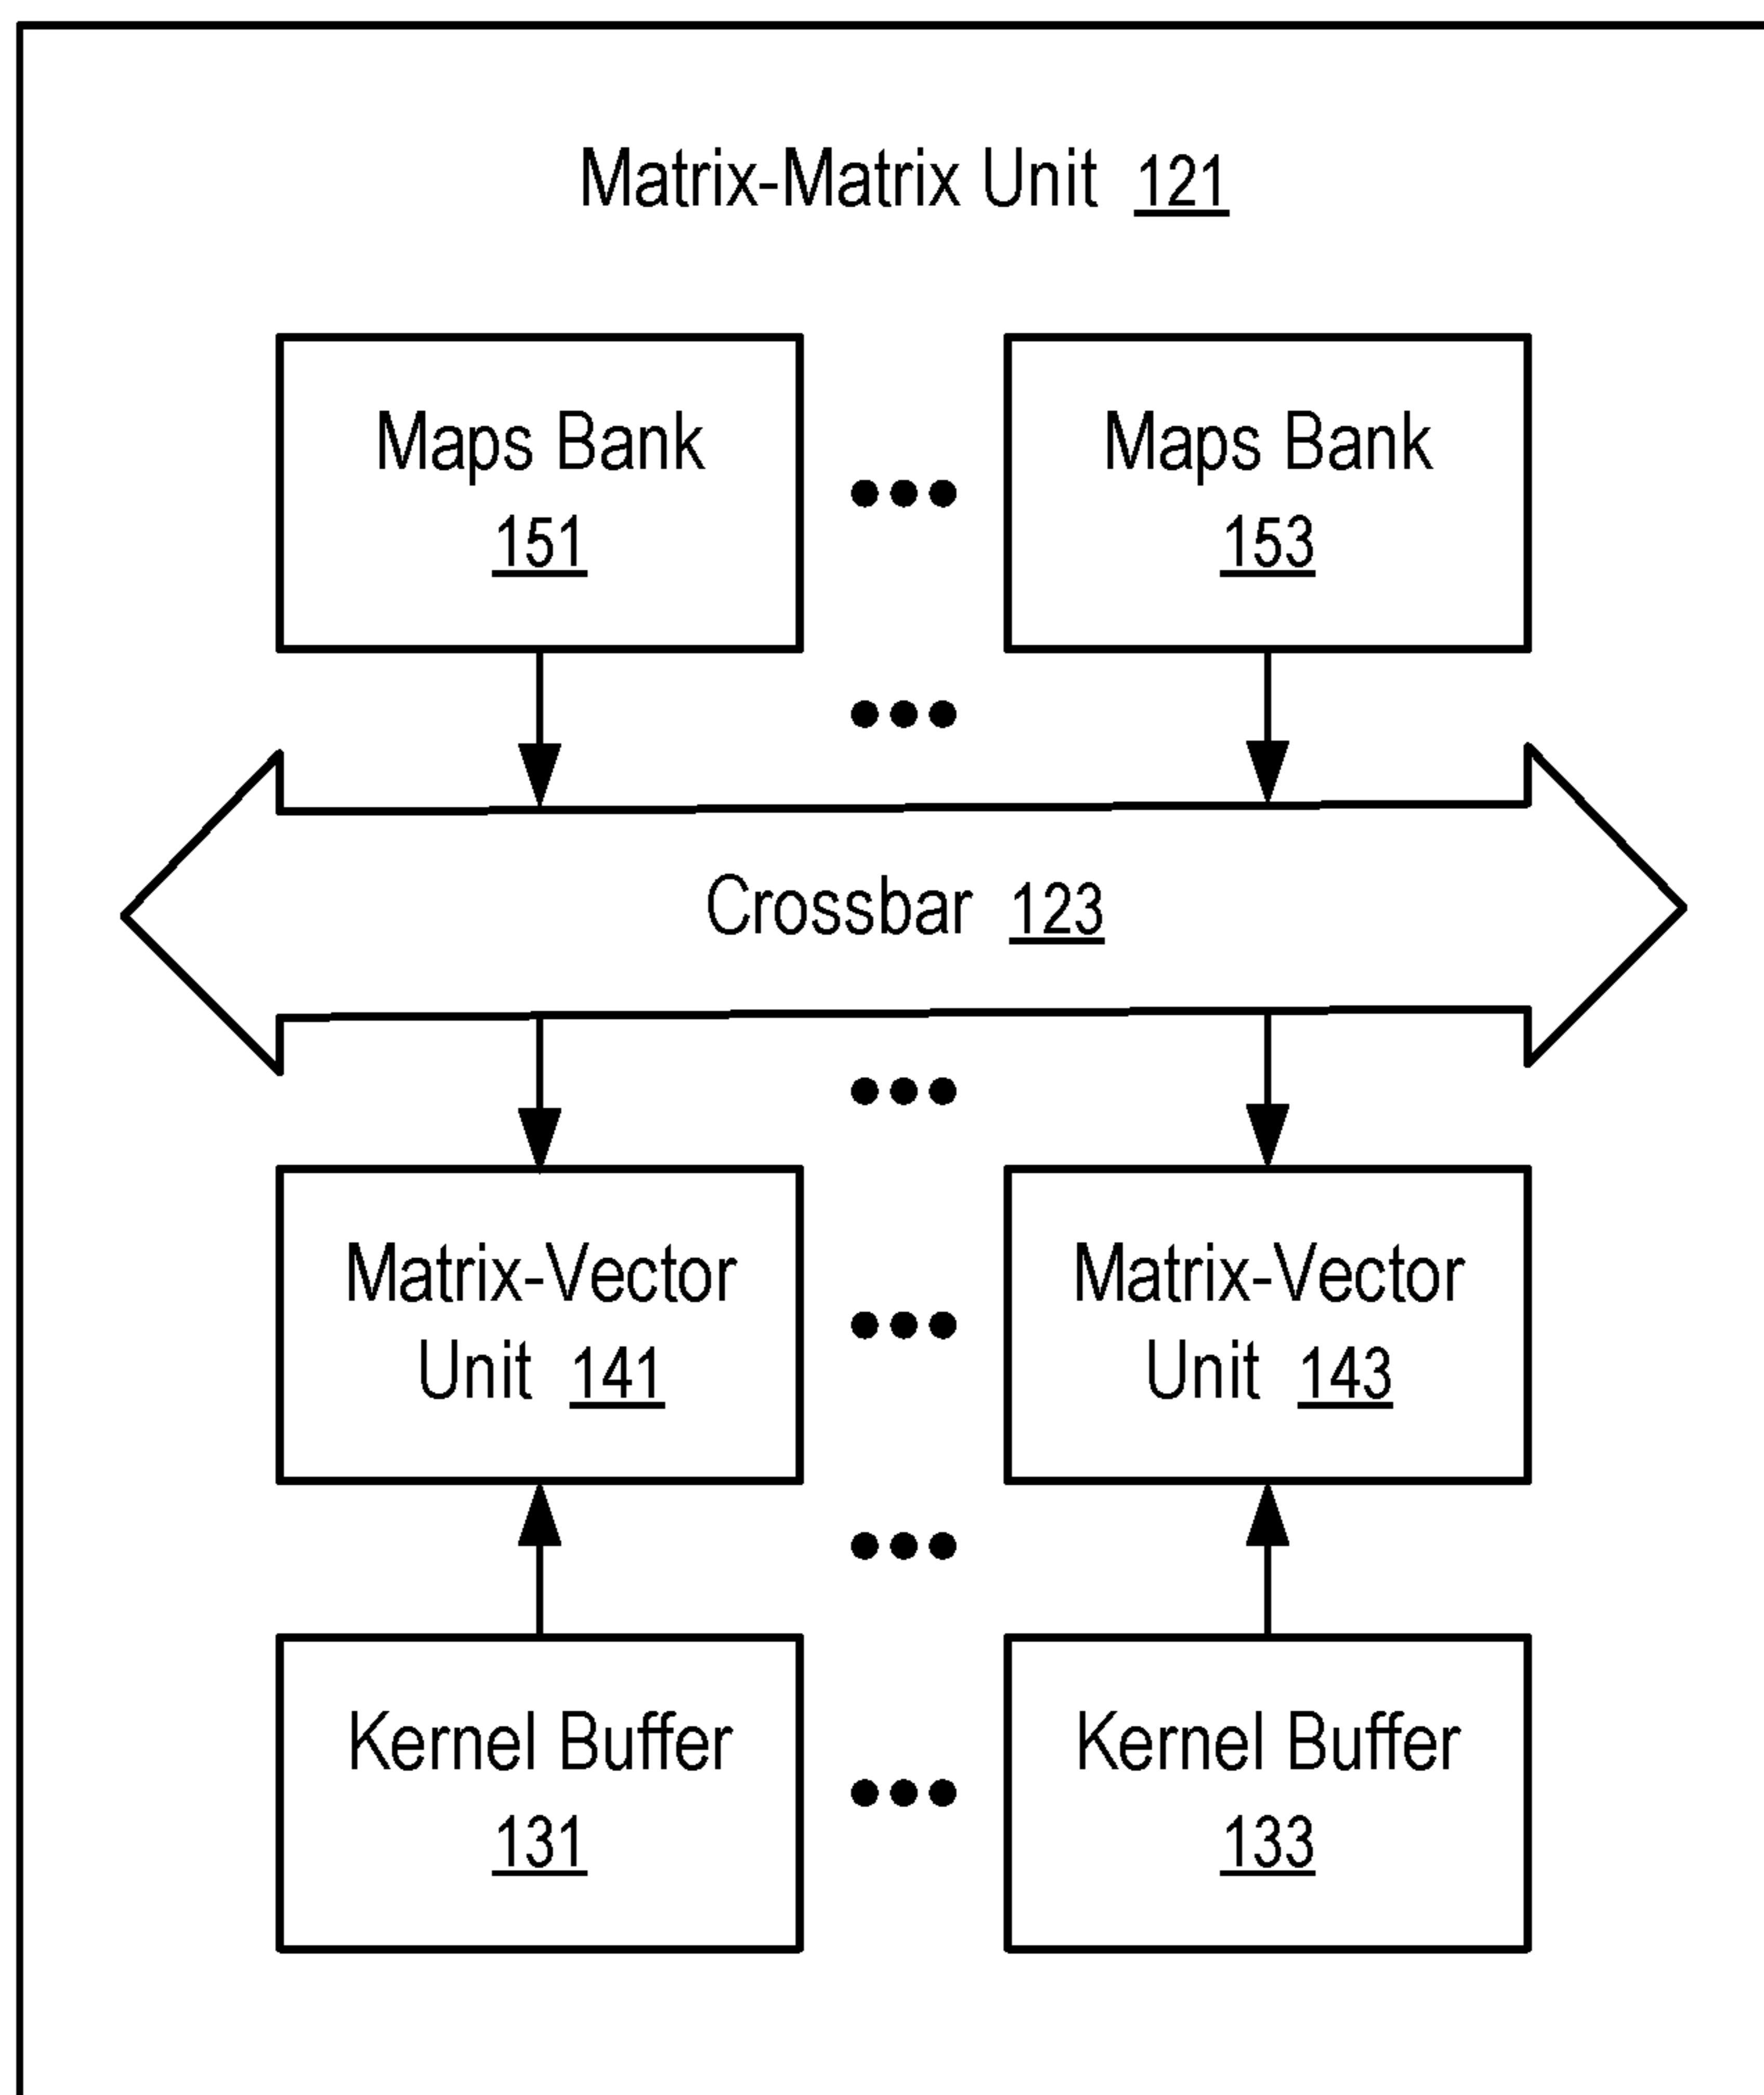 Matrix-Matrix Unit 121
Maps Bank
151
Maps Bank
153
Crossbar 123
Matrix-Vector
Unit 141
Matrix-Vector
Unit 143
Kernel Buffer
131
Kernel Buffer
133